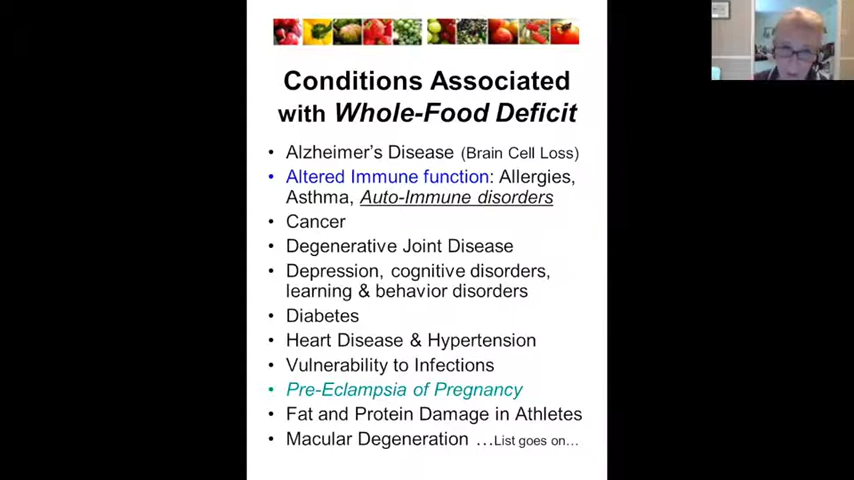 Conditions Associated
with Whole-Food Deficit
• Alzheimer's Disease (Brain Cell Loss)
• Altered Immune function: Allergies,
Asthma, Auto-Immune disorders
• Cancer
• Degenerative Joint Disease
• Depression, cognitive disorders,
learning & behavior disorders
• Diabetes
• Heart Disease & Hypertension
• Vulnerability to Infections
• Pre-Eclampsia of Pregnancy
• Fat and Protein Damage in Athletes
• Macular Degeneration …List goes on…